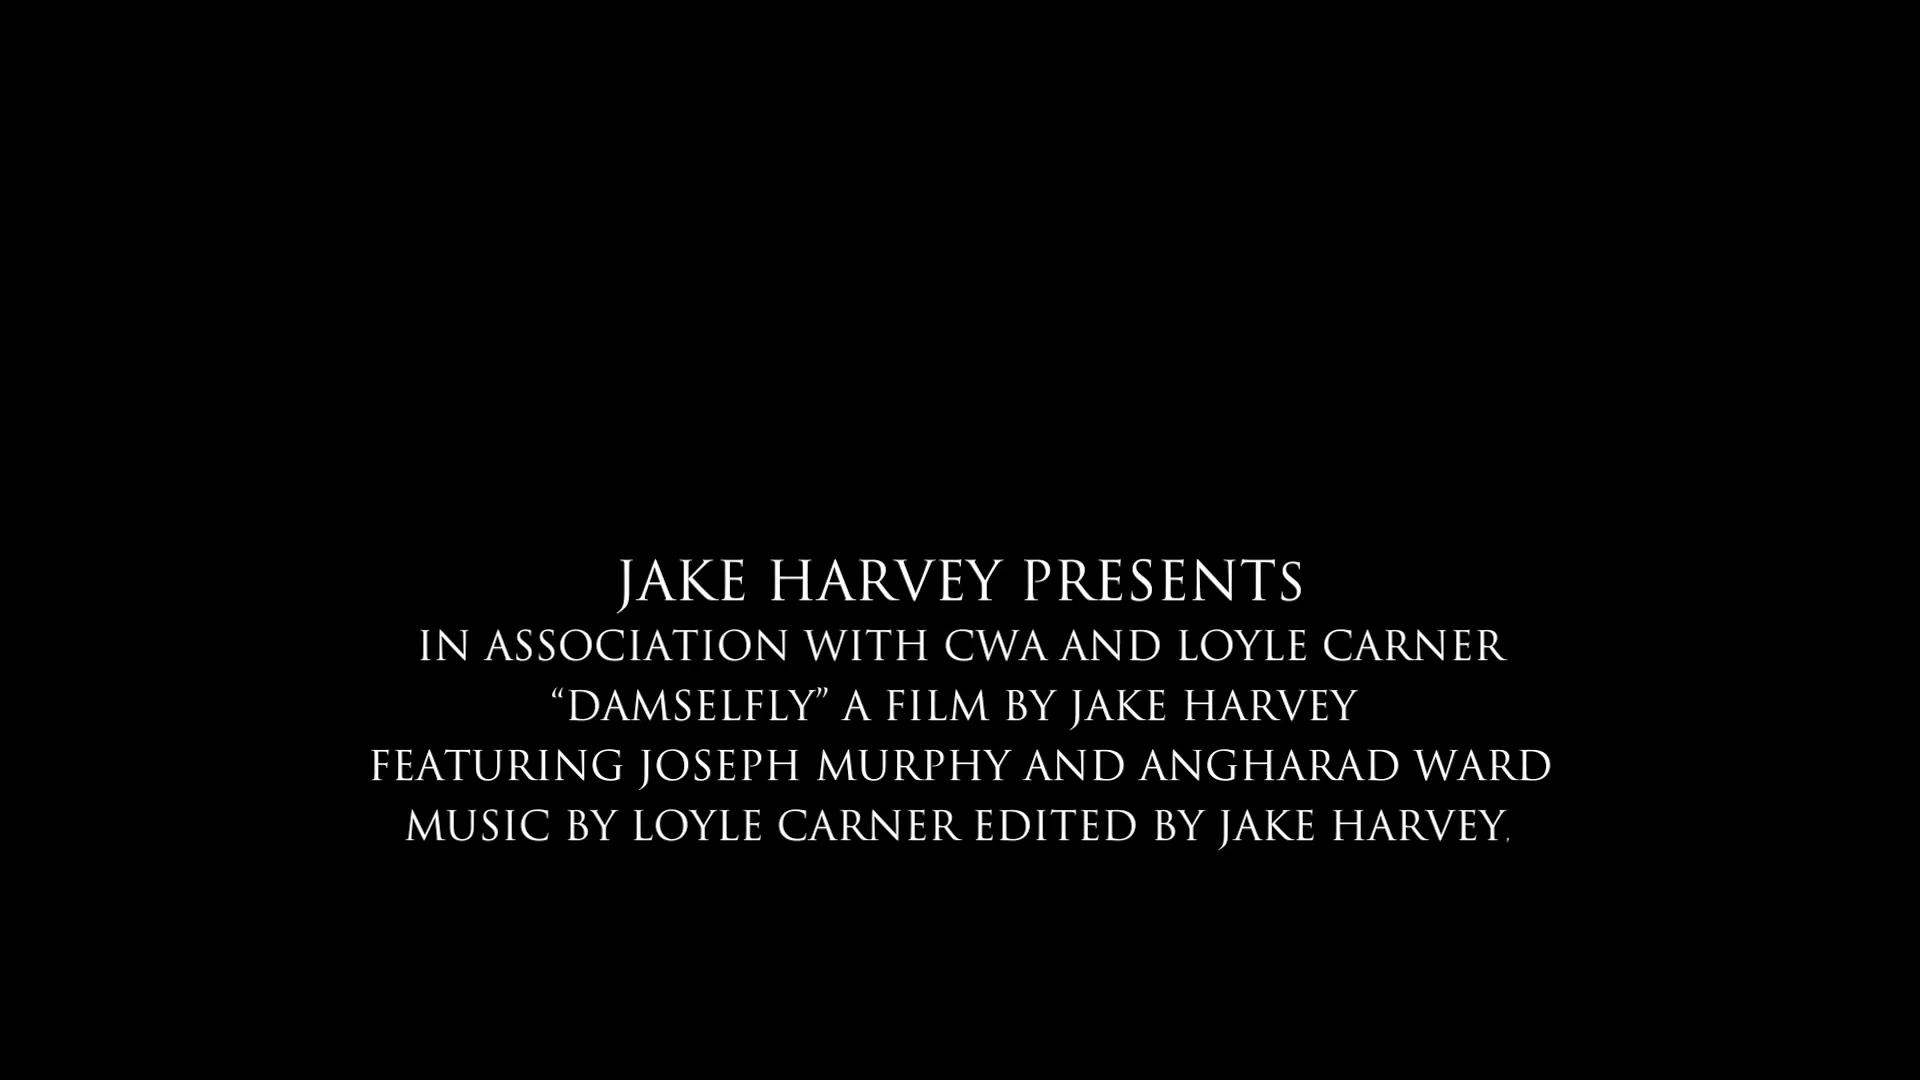 JAKE HARVEY PRESENTS
IN ASSOCIATION WITH CWA AND LOYLE CARNER
“DAMSELFLY” A FILM BY JAKE HARVEY
FEATURING JOSEPH MURPHY AND ANGHARAD WARD
MUSIC BY LOYLE CARNER EDITED BY JAKE HARVEY,